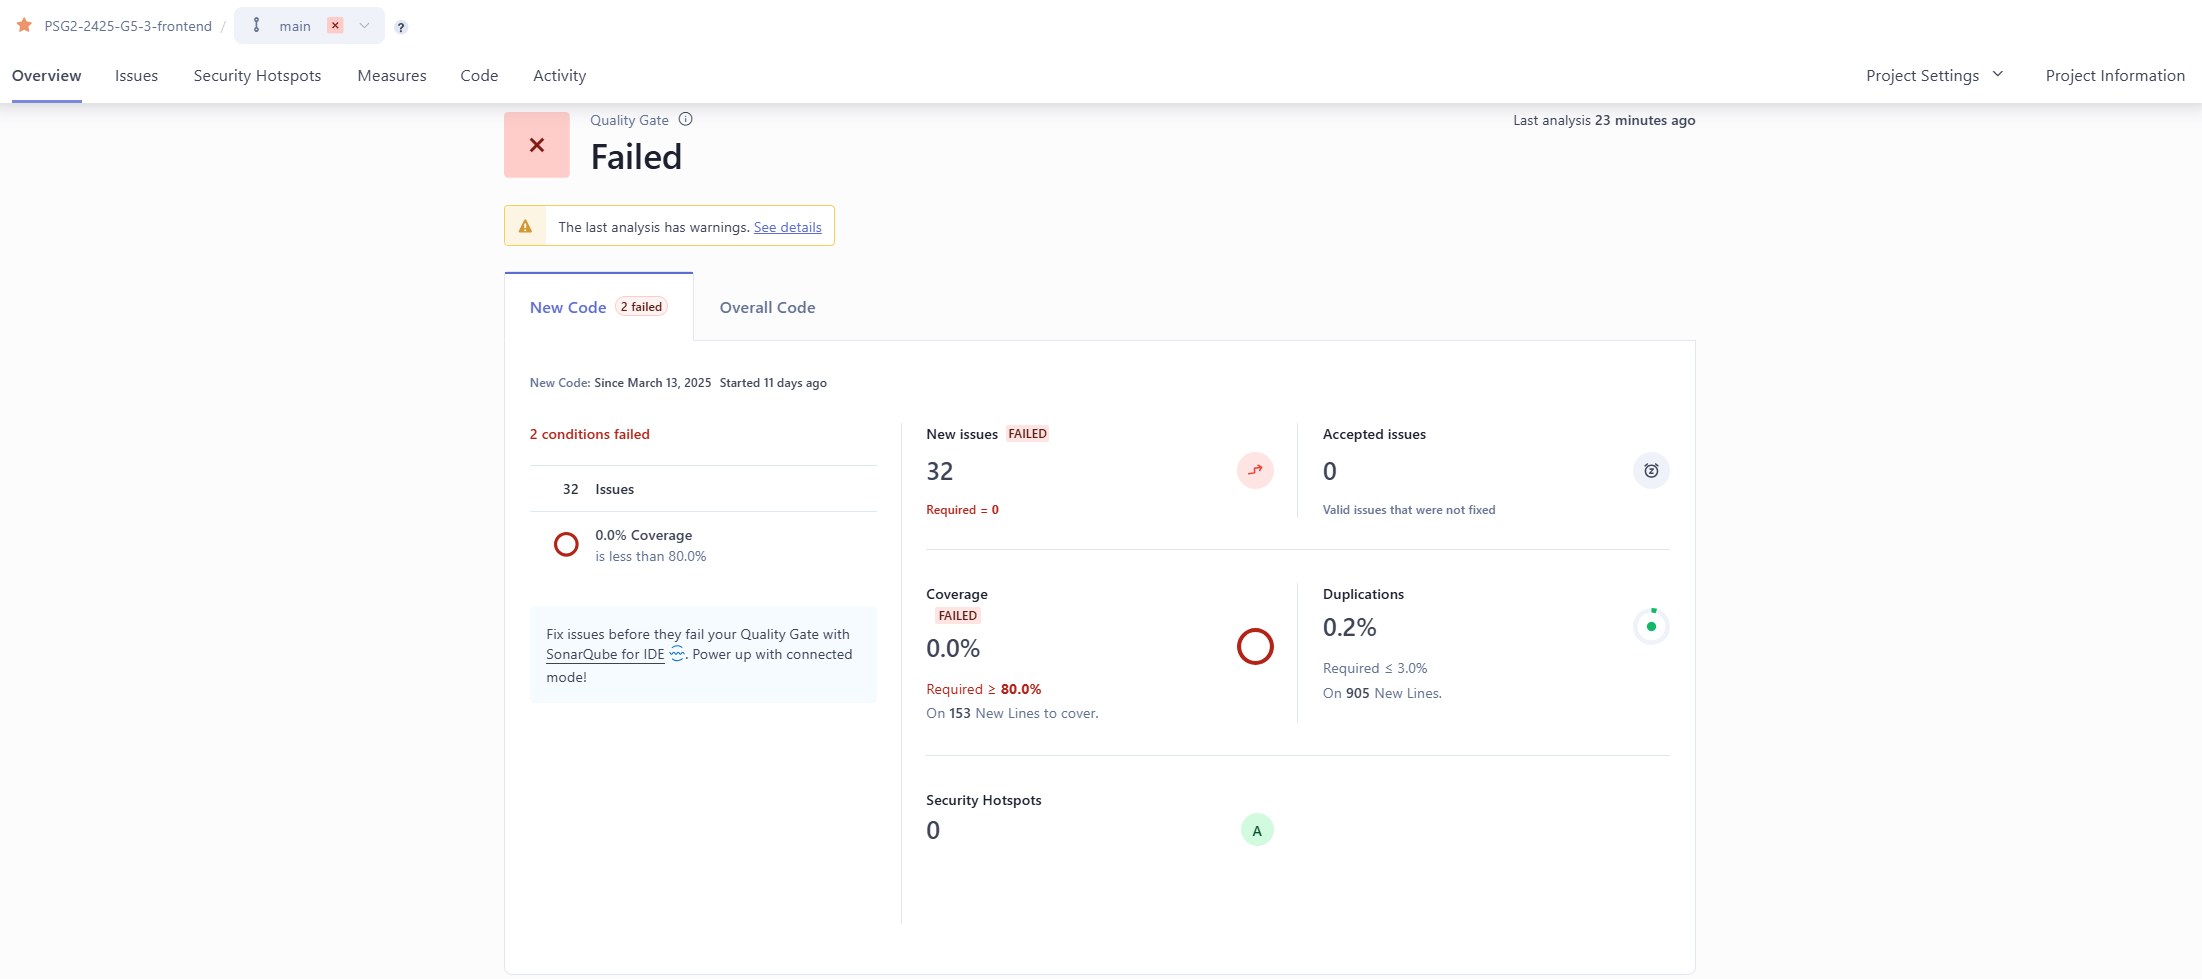 PSG2-2425-G5-3-frontend / main ?
Overview Issues Security Hotspots Measures Code Activity Project Settings Project Information
Quality Gate
Failed
Last analysis 23 minutes ago
The last analysis has warnings. See details
New Code 2 failed Overall Code
New Code: Since March 13, 2025 Started 11 days ago
2 conditions failed
32 Issues
0.0% Coverage
is less than 80.0%
Fix issues before they fail your Quality Gate with
SonarQube for IDE . Power up with connected
mode!
New issues FAILED
32
Required = 0
Accepted issues
0
Valid issues that were not fixed
Coverage
FAILED
0.0%
Required ≥ 80.0%
On 153 New Lines to cover.
Duplications
0.2%
Required ≤ 3.0%
On 905 New Lines.
Security Hotspots
0
A